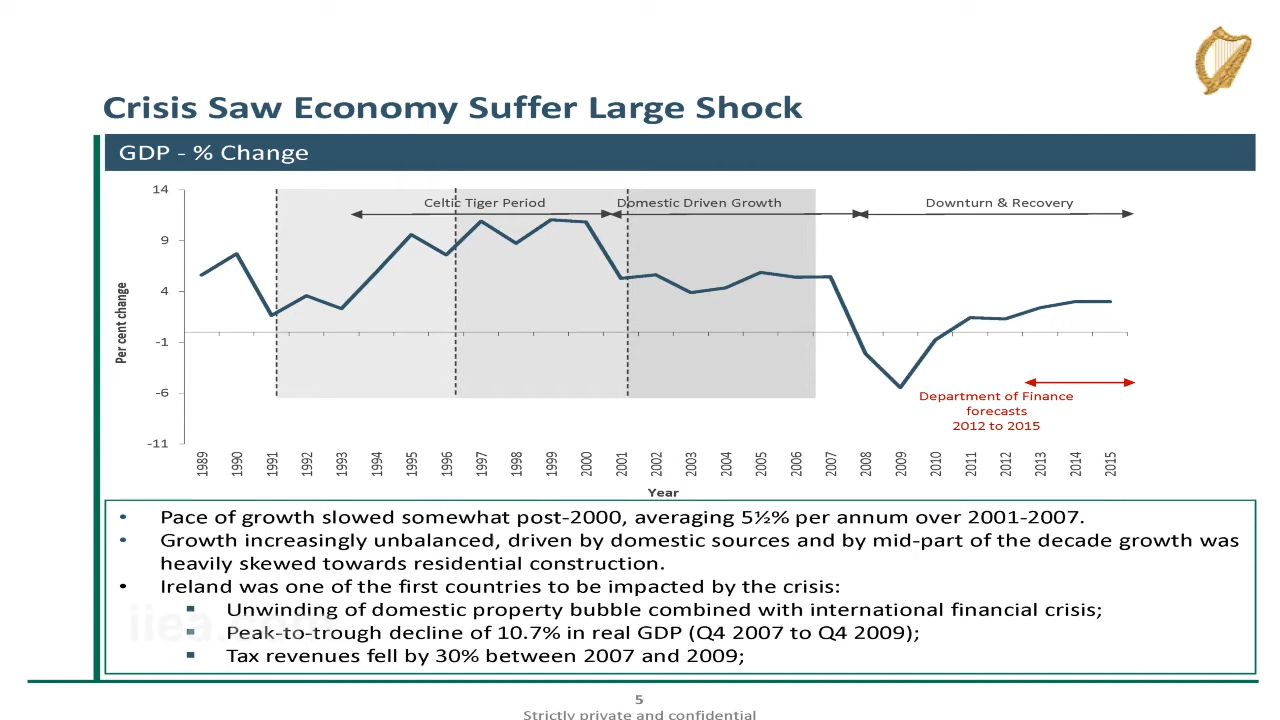 Crisis Saw Economy Suffer Large Shock
GDP - % Change
14
9
4
-1
-6
-11
Per cent change
Celtic Tiger Period
Domestic Driven Growth
Downturn & Recovery
Department of Finance
forecasts
2012 to 2015
1989 1990 1991 1992 1993 1994 1995 1996 1997 1998 1999 2000 2001 2002 2003 2004 2005 2006 2007 2008 2009 2010 2011 2012 2013 2014 2015
Year
• Pace of growth slowed somewhat post-2000, averaging 5½% per annum over 2001-2007.
• Growth increasingly unbalanced, driven by domestic sources and by mid-part of the decade growth was
heavily skewed towards residential construction.
• Ireland was one of the first countries to be impacted by the crisis:
▪ Unwinding of domestic property bubble combined with international financial crisis;
▪ Peak-to-trough decline of 10.7% in real GDP (Q4 2007 to Q4 2009);
▪ Tax revenues fell by 30% between 2007 and 2009;
iiea.com
5
Strictly private and confidential